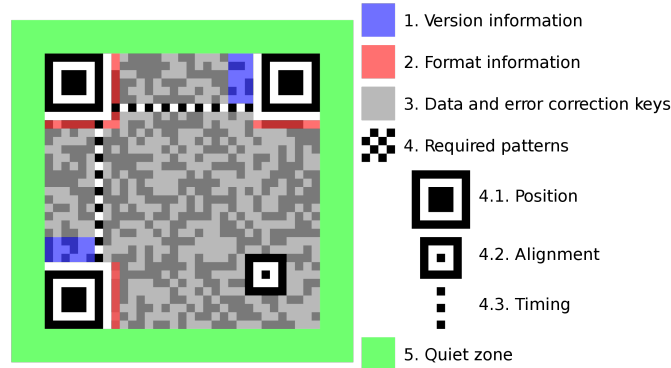 1. Version information
2. Format information
3. Data and error correction keys
4. Required patterns
4.1. Position
4.2. Alignment
4.3. Timing
5. Quiet zone